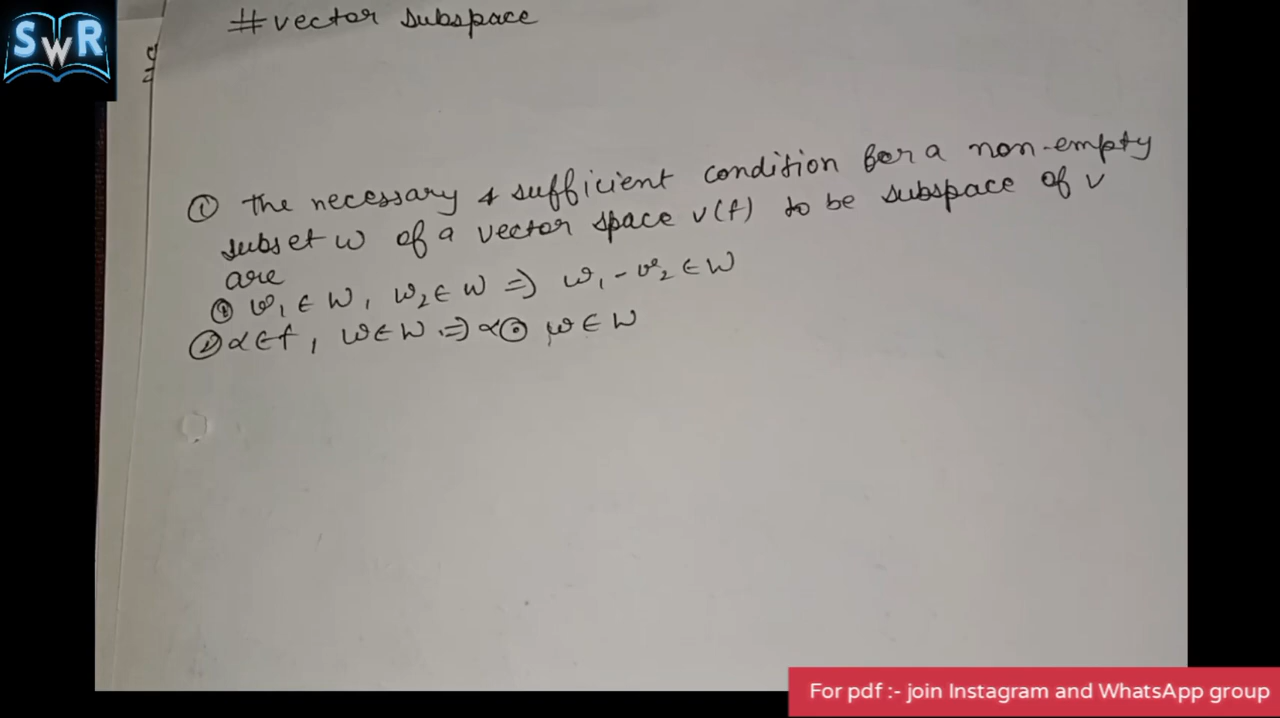 SWR
# vector subspace
① the necessary & sufficient condition for a non-empty
subset W of a vector space V(f) to be subspace of V
are
① w₁ ∈ W, w₂ ∈ W ⇒ w₁ - w₂ ∈ W
② α ∈ f, w ∈ W ⇒ α ⊙ w ∈ W
For pdf :- join Instagram and WhatsApp group